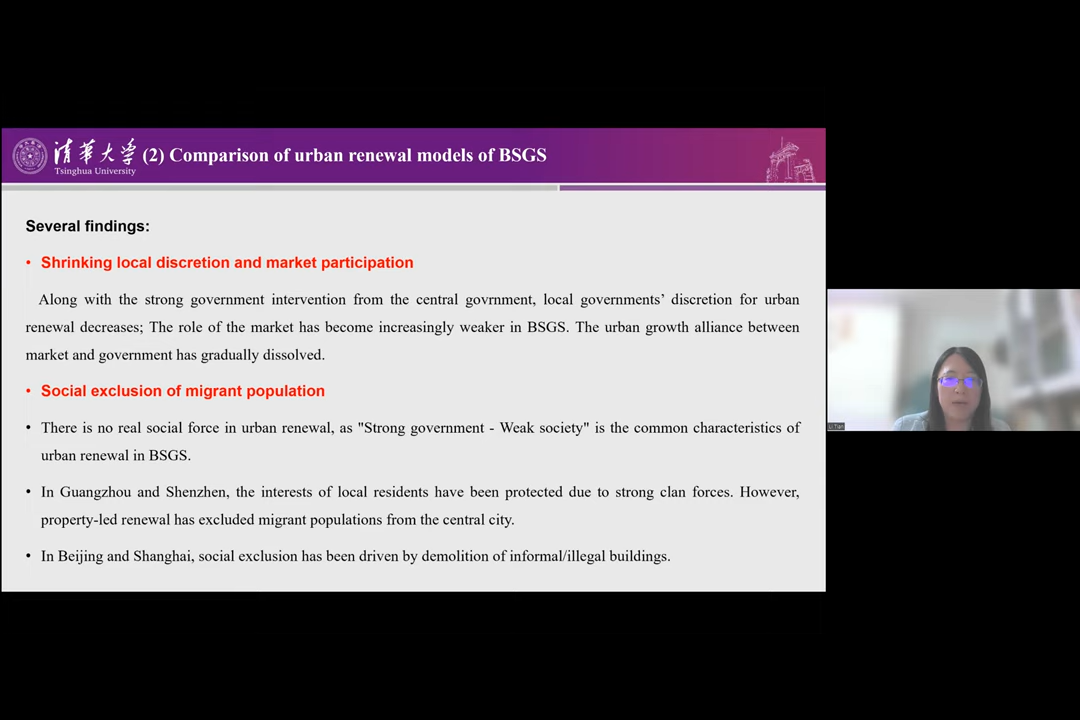 清华大学
Tsinghua University
(2) Comparison of urban renewal models of BSGS
Several findings:
• Shrinking local discretion and market participation
Along with the strong government intervention from the central govrnment, local governments’ discretion for urban
renewal decreases; The role of the market has become increasingly weaker in BSGS. The urban growth alliance between
market and government has gradually dissolved.
• Social exclusion of migrant population
• There is no real social force in urban renewal, as "Strong government - Weak society" is the common characteristics of
urban renewal in BSGS.
• In Guangzhou and Shenzhen, the interests of local residents have been protected due to strong clan forces. However,
property-led renewal has excluded migrant populations from the central city.
• In Beijing and Shanghai, social exclusion has been driven by demolition of informal/illegal buildings.
Li Tian